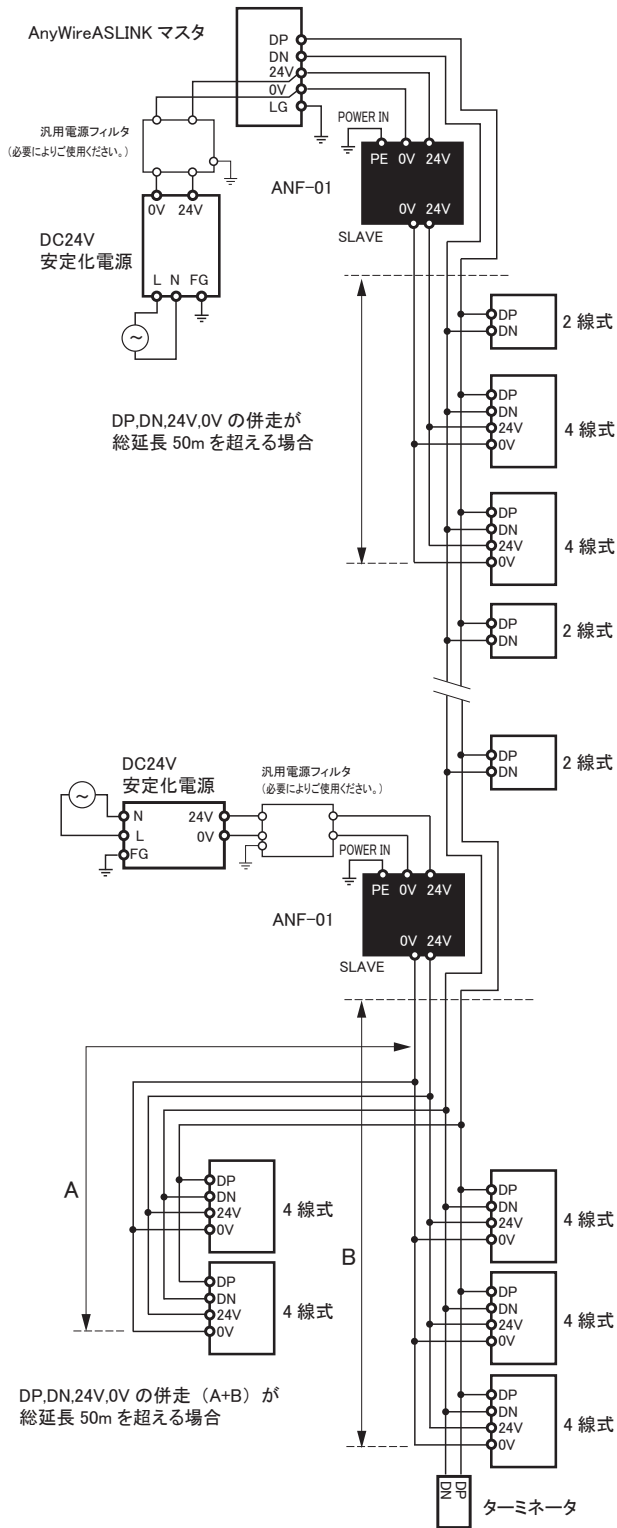 AnyWireASLINK マスタ
DP
DN
24V
0V
LG
汎用電源フィルタ
(必要によりご使用ください。)
POWER IN
PE 0V 24V
ANF-01
0V 24V
SLAVE
0V 24V
DC24V
安定化電源
L N FG
DP
DN
2 線式
DP,DN,24V,0V の併走が
総延長 50m を超える場合
DP
DN
24V
0V
4 線式
DP
DN
24V
0V
4 線式
DP
DN
2 線式
DP
DN
2 線式
DC24V
安定化電源
N
L
FG
24V
0V
汎用電源フィルタ
(必要によりご使用ください。)
POWER IN
PE 0V 24V
ANF-01
0V 24V
SLAVE
A
B
DP
DN
24V
0V
4 線式
DP
DN
24V
0V
4 線式
DP
DN
24V
0V
4 線式
DP
DN
24V
0V
4 線式
DP
DN
24V
0V
4 線式
DP,DN,24V,0V の併走（A+B）が
総延長 50m を超える場合
DN
DP
ターミネータ